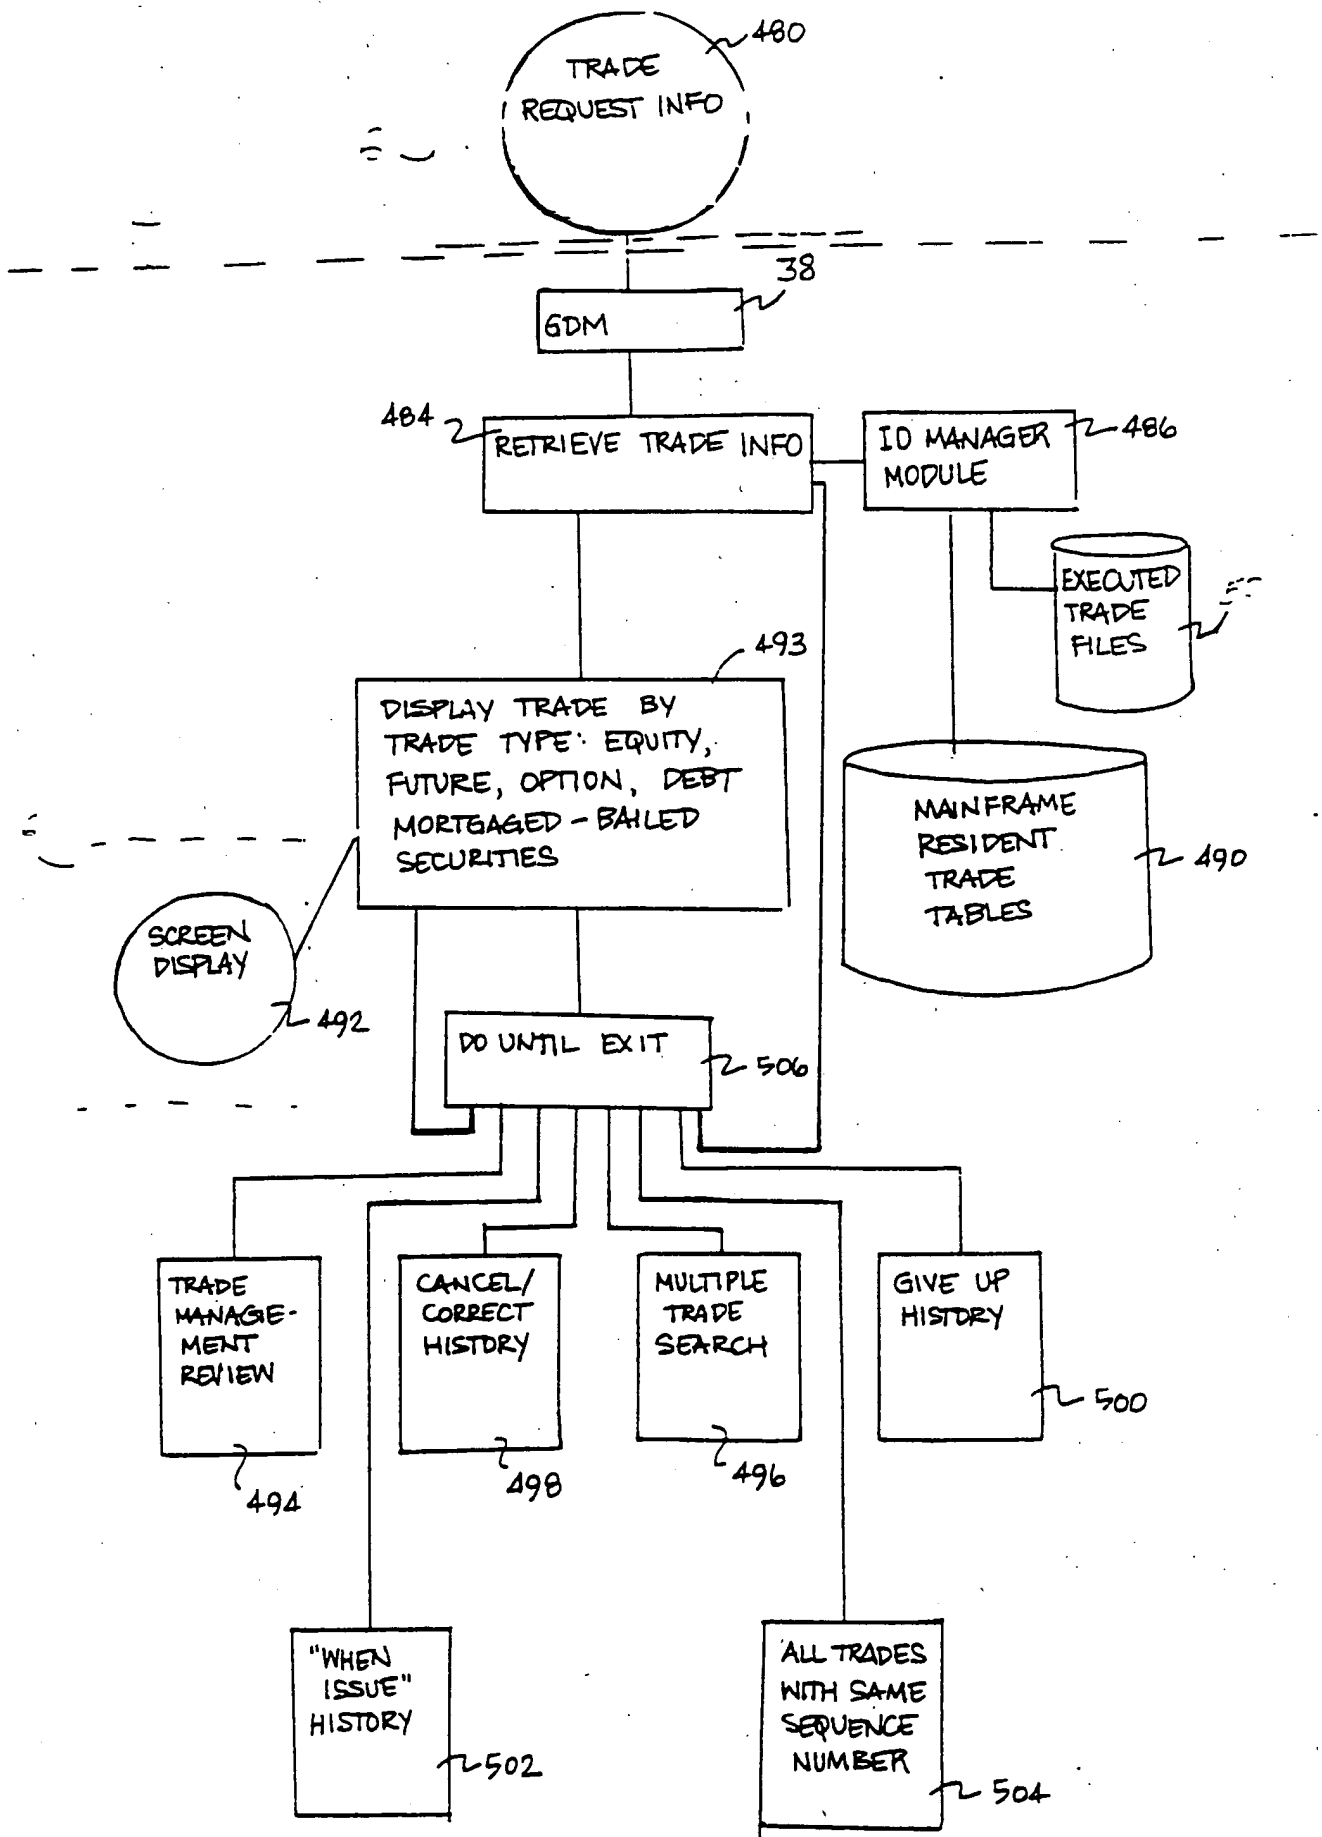 480
TRADE
REQUEST INFO
38
GDM
484
RETRIEVE TRADE INFO
IO MANAGER
MODULE
486
EXECUTED
TRADE
FILES
493
DISPLAY TRADE BY
TRADE TYPE: EQUITY,
FUTURE, OPTION, DEBT
MORTGAGED-BAILED
SECURITIES
MAINFRAME
RESIDENT
TRADE
TABLES
490
SCREEN
DISPLAY
492
DO UNTIL EXIT
506
TRADE
MANAGE-
MENT
REVIEW
494
CANCEL/
CORRECT
HISTORY
498
MULTIPLE
TRADE
SEARCH
496
GIVE UP
HISTORY
500
"WHEN
ISSUE"
HISTORY
502
ALL TRADES
WITH SAME
SEQUENCE
NUMBER
504